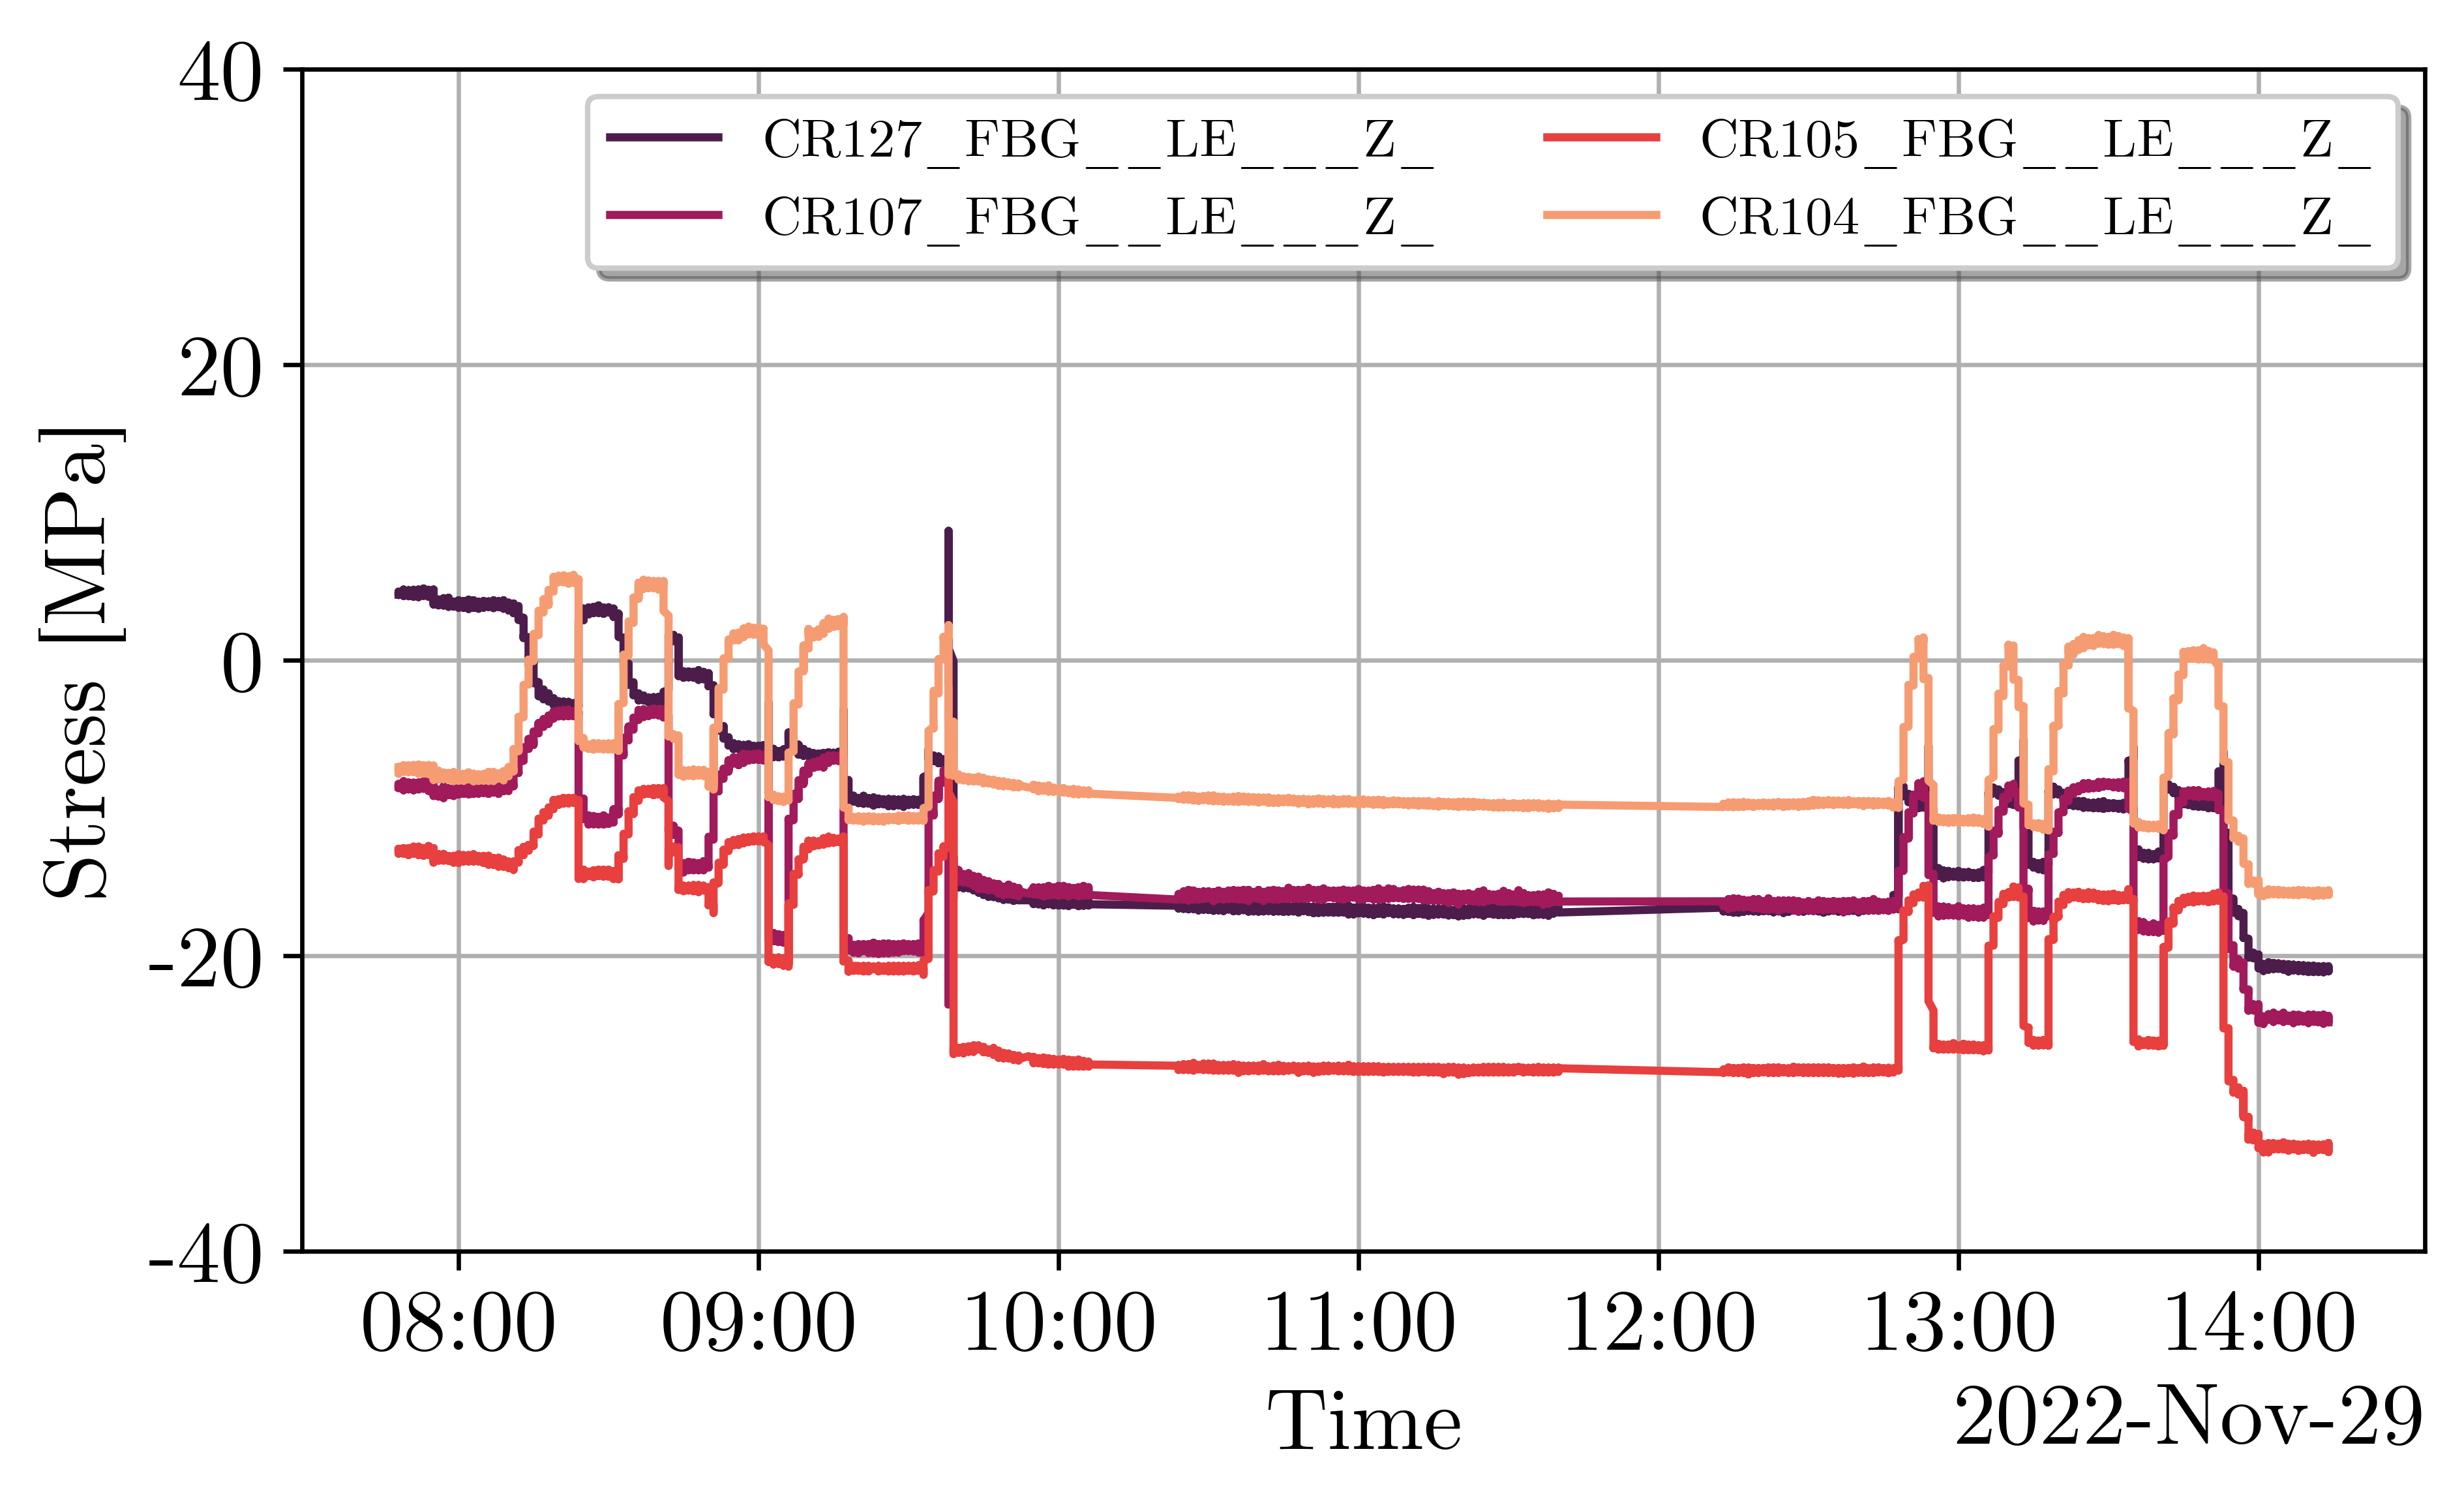 40
20
0
-20
-40
Stress [MPa]
CR127_FBG__LE___Z_
CR107_FBG__LE___Z_
CR105_FBG__LE___Z_
CR104_FBG__LE___Z_
08:00 09:00 10:00 11:00 12:00 13:00 14:00
Time
2022-Nov-29